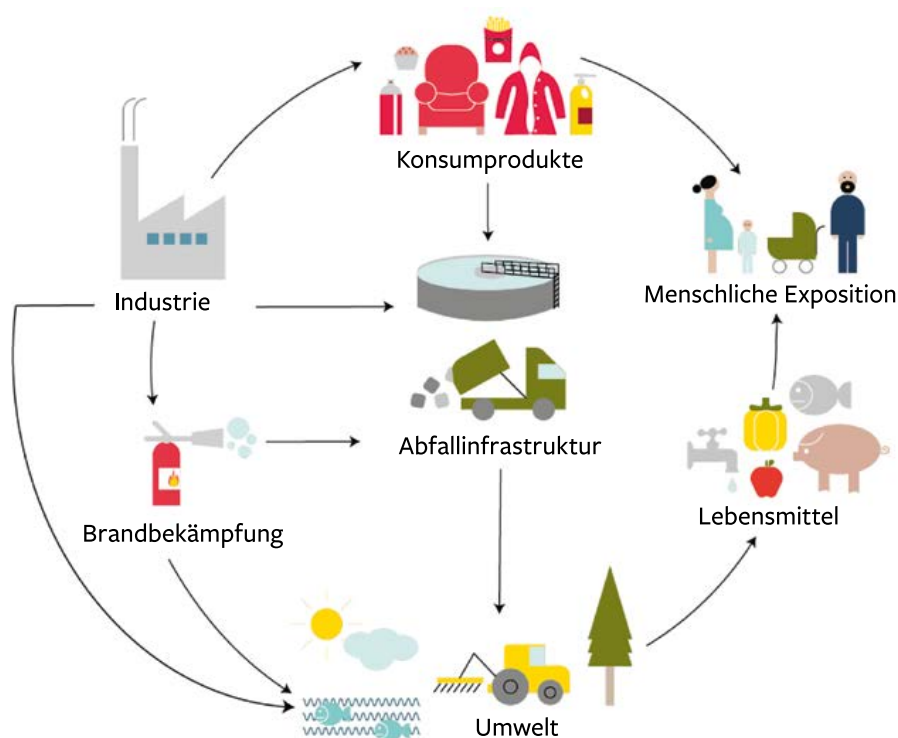 Konsumprodukte
Industrie
Menschliche Exposition
Abfallinfrastruktur
Brandbekämpfung
Lebensmittel
Umwelt